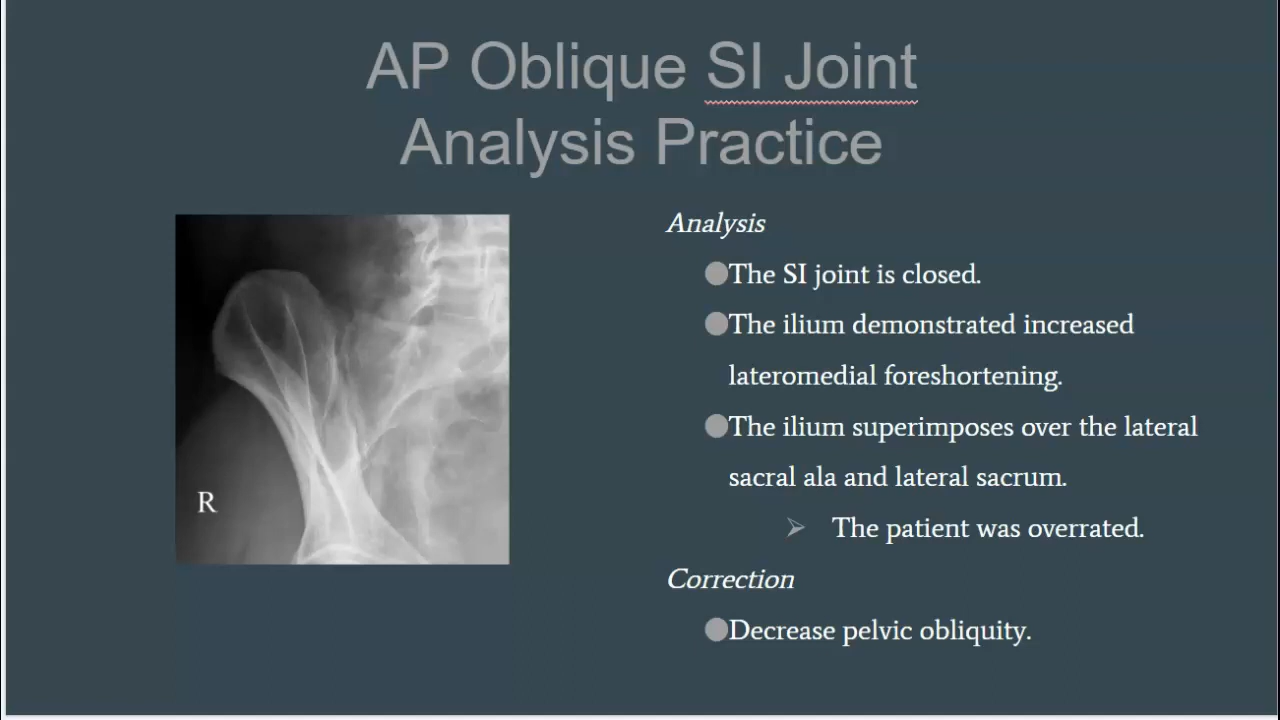 AP Oblique SI Joint
Analysis Practice
Analysis
The SI joint is closed.
The ilium demonstrated increased
lateromedial foreshortening.
The ilium superimposes over the lateral
sacral ala and lateral sacrum.
The patient was overrated.
Correction
Decrease pelvic obliquity.
R